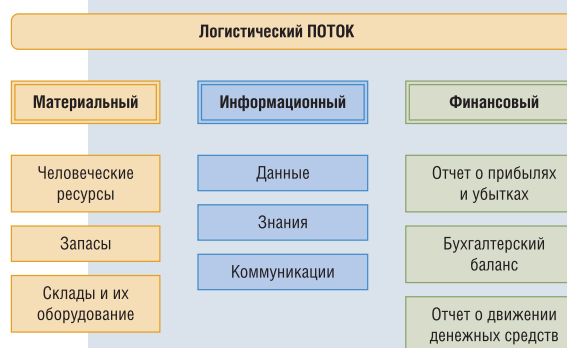 Логистический ПОТОК
Материальный
Информационный
Финансовый
Человеческие
ресурсы
Запасы
Склады и их
оборудование
Данные
Знания
Коммуникации
Отчет о прибылях
и убытках
Бухгалтерский
баланс
Отчет о движении
денежных средств